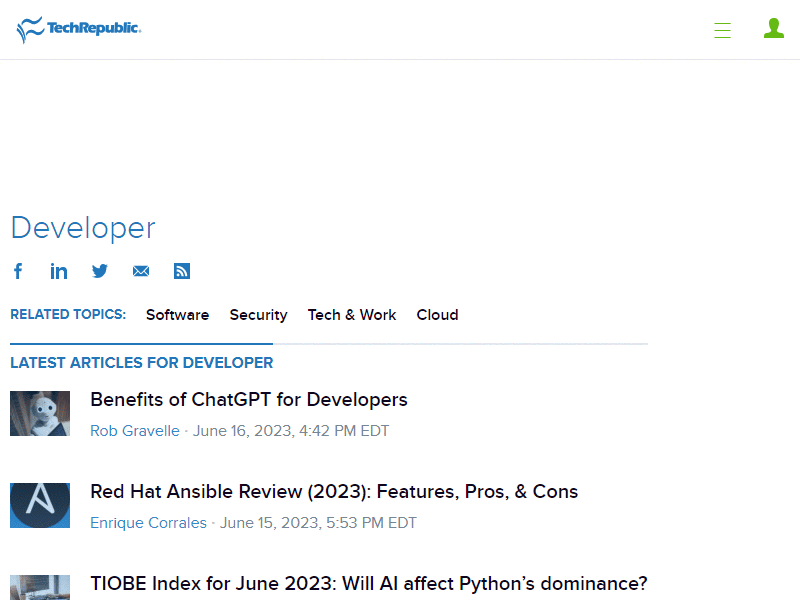 TechRepublic.
Developer
RELATED TOPICS: Software Security Tech & Work Cloud
LATEST ARTICLES FOR DEVELOPER
Benefits of ChatGPT for Developers
Rob Gravelle · June 16, 2023, 4:42 PM EDT
Red Hat Ansible Review (2023): Features, Pros, & Cons
Enrique Corrales · June 15, 2023, 5:53 PM EDT
TIOBE Index for June 2023: Will AI affect Python’s dominance?